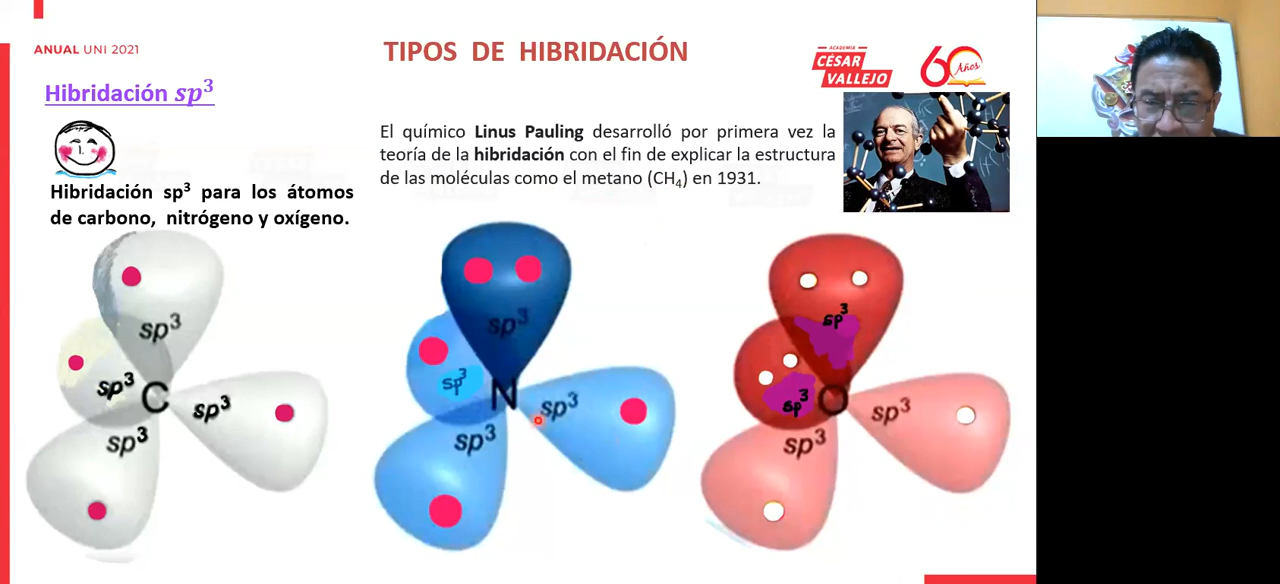 ANUAL UNI 2021
TIPOS DE HIBRIDACIÓN
ACADEMIA
CÉSAR
VALLEJO
60
Años
Hibridación sp³
El químico Linus Pauling desarrolló por primera vez la
teoría de la hibridación con el fin de explicar la estructura
de las moléculas como el metano (CH₄) en 1931.
Hibridación sp³ para los átomos
de carbono, nitrógeno y oxígeno.
sp³
sp³
C
sp³
sp³
sp³
sp³
N
sp³
sp³
sp³
sp³
O
sp³
sp³